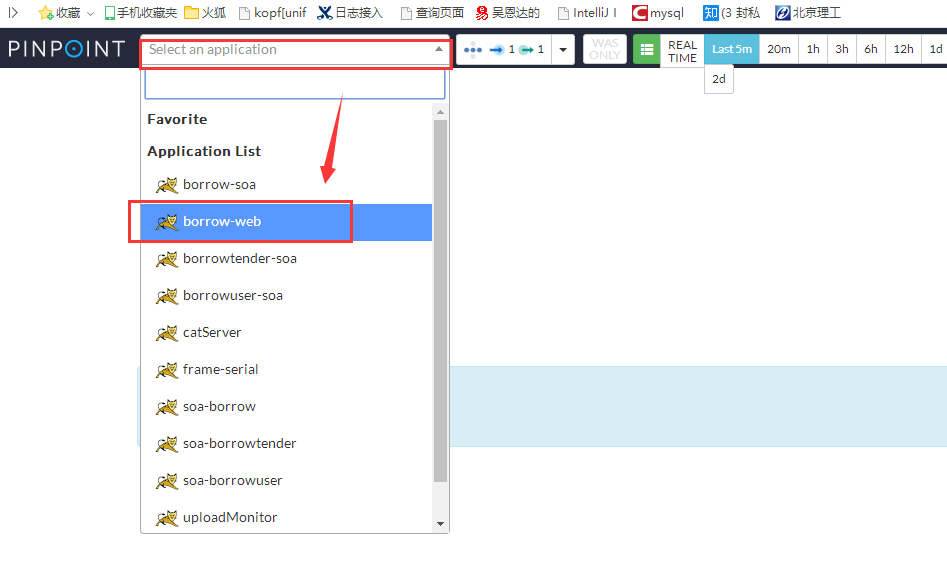 收藏 手机收藏夹 火狐 kopf[unif 日志接入 查询页面 吴恩达的 IntelliJ I mysql 知 (3 封私 北京理工
PINPOINT Select an application 1 1 WAS ONLY REAL TIME Last 5m 20m 1h 3h 6h 12h 1d
2d
Favorite
Application List
borrow-soa
borrow-web
borrowtender-soa
borrowuser-soa
catServer
frame-serial
soa-borrow
soa-borrowtender
soa-borrowuser
uploadMonitor